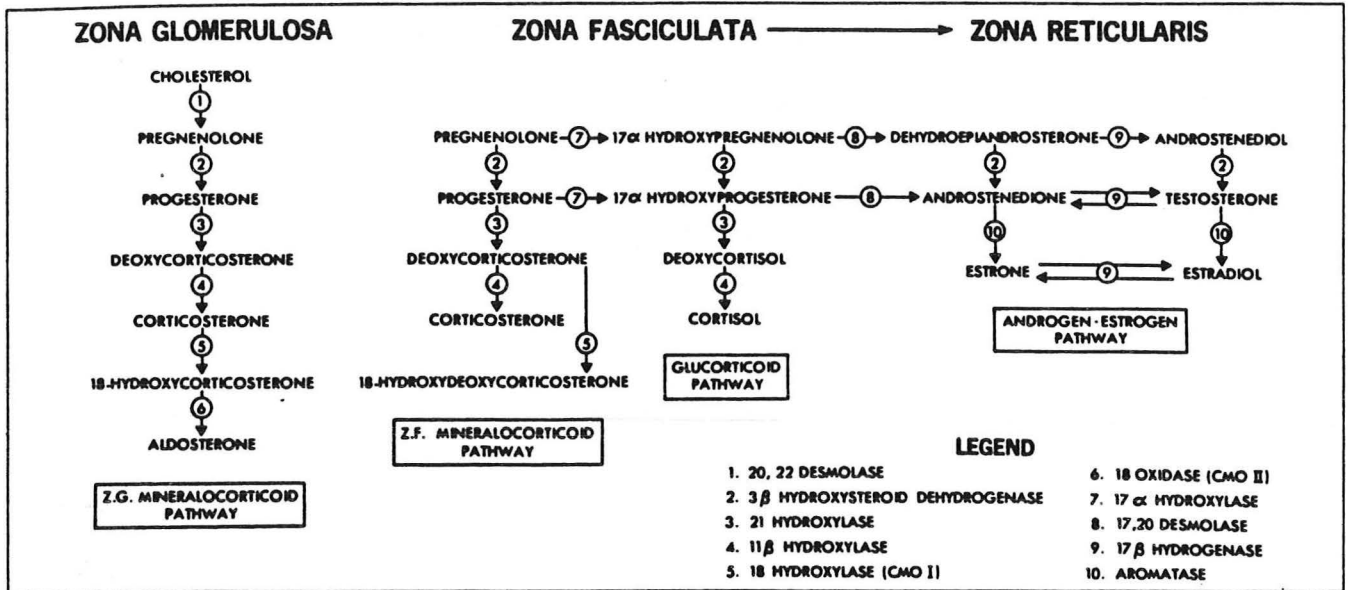 ZONA GLOMERULOSA
ZONA FASCICULATA
ZONA RETICULARIS
CHOLESTEROL
1
PREGNENOLONE
2
PROGESTERONE
3
DEOXYCORTICOSTERONE
4
CORTICOSTERONE
5
18-HYDROXYCORTICOSTERONE
6
ALDOSTERONE
Z.G. MINERALOCORTICOID
PATHWAY
PREGNENOLONE 7 17α HYDROXYPREGNENOLONE 8 DEHYDROEPIANDROSTERONE 9 ANDROSTENEDIOL
2 2 2 2
PROGESTERONE 7 17α HYDROXYPROGESTERONE 8 ANDROSTENEDIONE 9 TESTOSTERONE
3 3 10 10
DEOXYCORTICOSTERONE DEOXYCORTISOL ESTRONE 9 ESTRADIOL
4 4
CORTICOSTERONE CORTISOL
5
18-HYDROXYDEOXYCORTICOSTERONE
Z.F. MINERALOCORTICOID
PATHWAY
GLUCORTICOID
PATHWAY
ANDROGEN-ESTROGEN
PATHWAY
LEGEND
1. 20, 22 DESMOLASE
2. 3β HYDROXYSTEROID DEHYDROGENASE
3. 21 HYDROXYLASE
4. 11β HYDROXYLASE
5. 18 HYDROXYLASE (CMO I)
6. 18 OXIDASE (CMO II)
7. 17α HYDROXYLASE
8. 17,20 DESMOLASE
9. 17β HYDROGENASE
10. AROMATASE